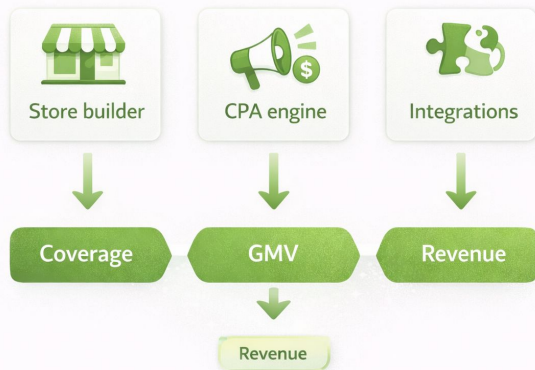 Store builder
CPA engine
Integrations
$
Coverage
GMV
Revenue
Revenue